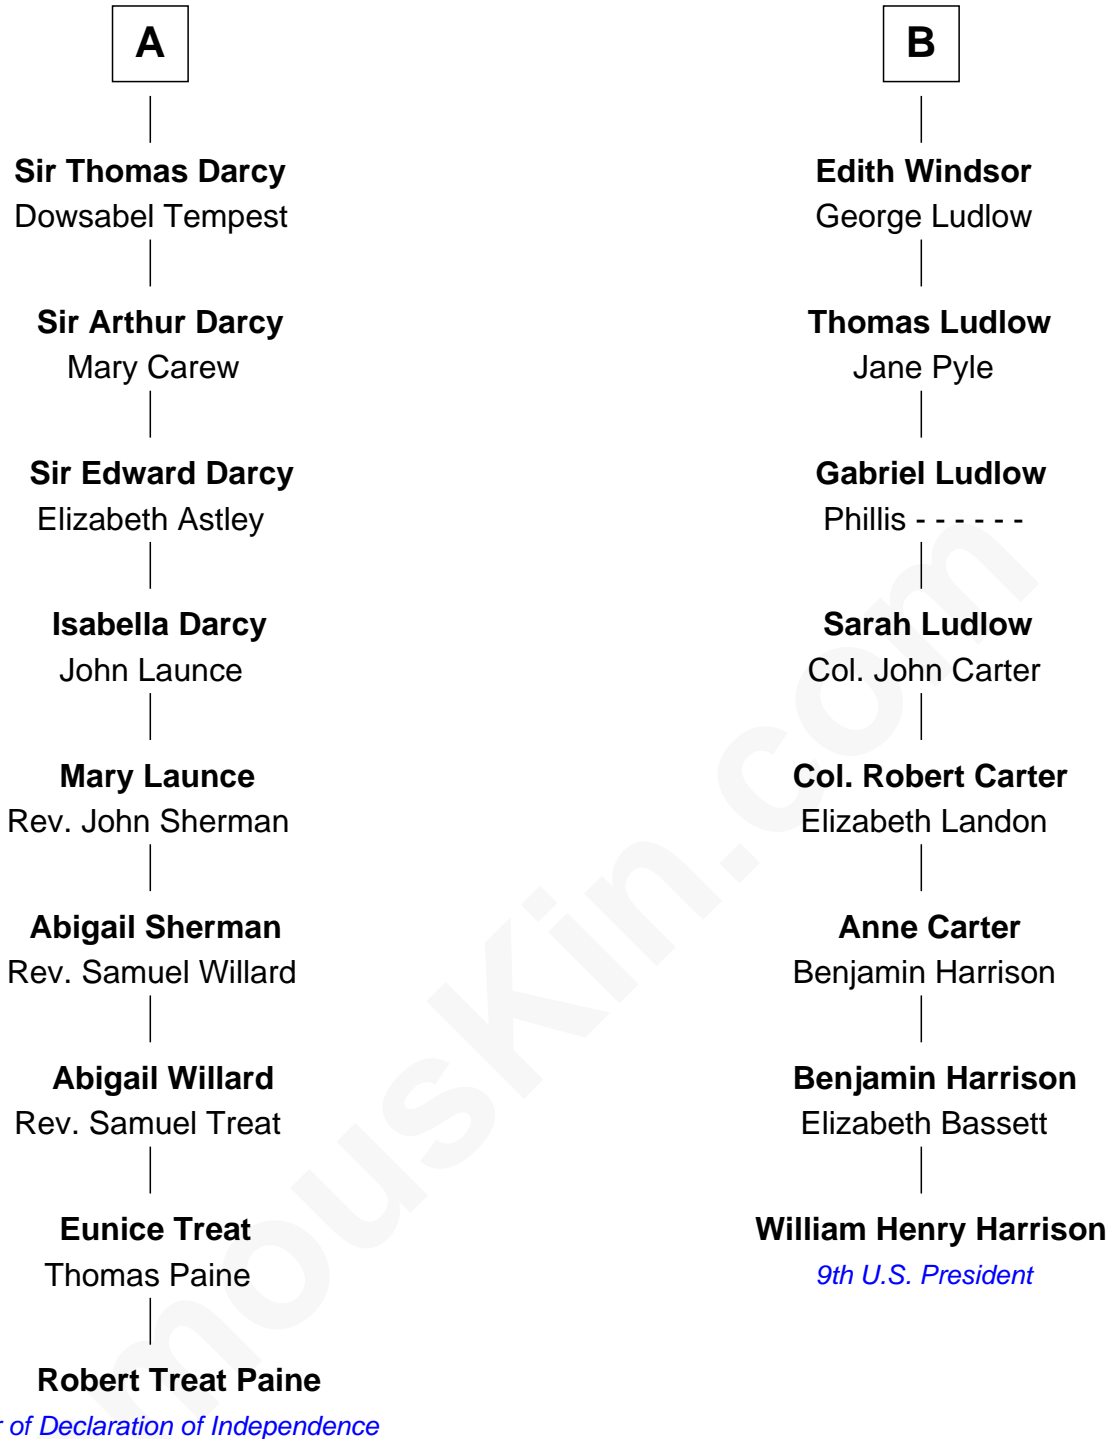 A
Sir Thomas Darcy
Dowsabel Tempest
Sir Arthur Darcy
Mary Carew
Sir Edward Darcy
Elizabeth Astley
Isabella Darcy
John Launce
Mary Launce
Rev. John Sherman
Abigail Sherman
Rev. Samuel Willard
Abigail Willard
Rev. Samuel Treat
Eunice Treat
Thomas Paine
Robert Treat Paine
of Declaration of Independence
B
Edith Windsor
George Ludlow
Thomas Ludlow
Jane Pyle
Gabriel Ludlow
Phillis - - - - - -
Sarah Ludlow
Col. John Carter
Col. Robert Carter
Elizabeth Landon
Anne Carter
Benjamin Harrison
Benjamin Harrison
Elizabeth Bassett
William Henry Harrison
9th U.S. President
mousKin.com